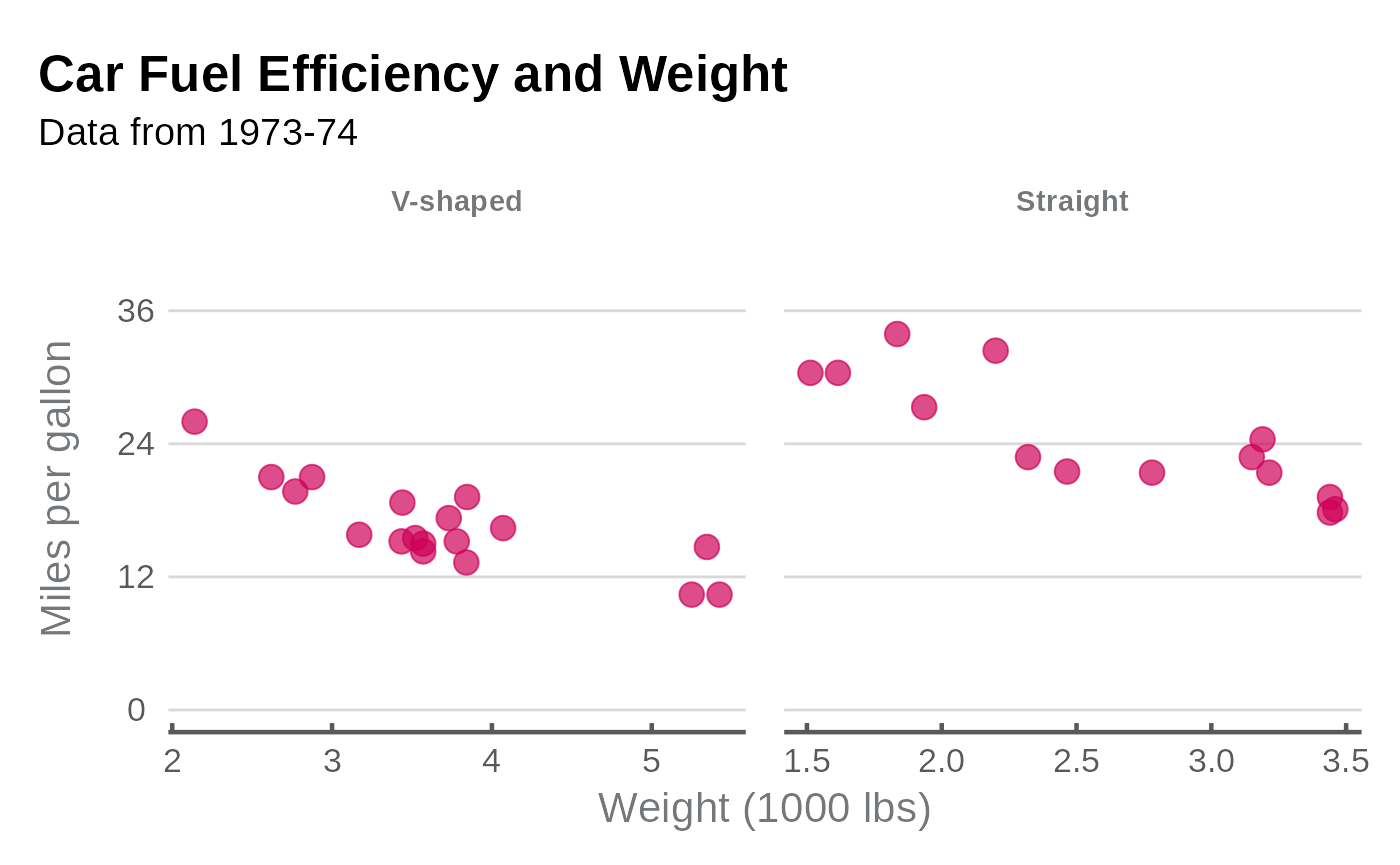 Car Fuel Efficiency and Weight
Data from 1973-74
V-shaped Straight
36
24
12
0
Miles per gallon
2 3 4 5 1.5 2.0 2.5 3.0 3.5
Weight (1000 lbs)